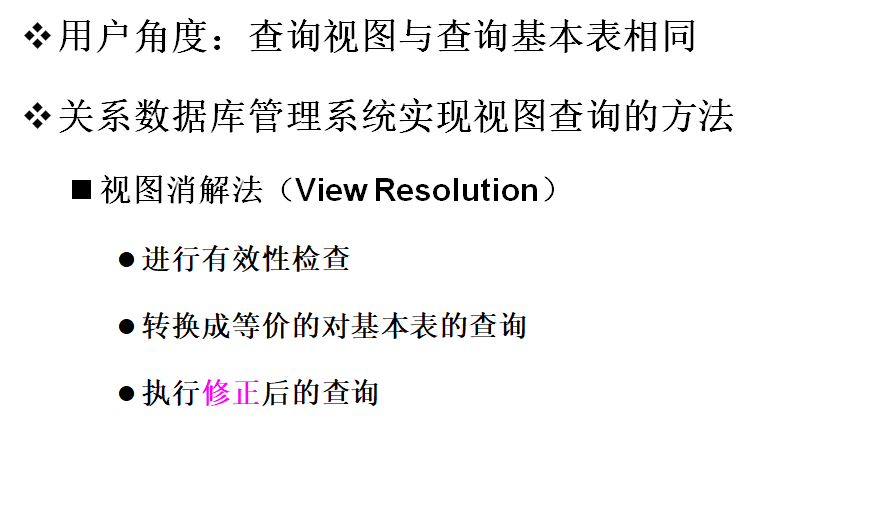 ❖用户角度：查询视图与查询基本表相同
❖关系数据库管理系统实现视图查询的方法
■视图消解法（View Resolution）
●进行有效性检查
●转换成等价的对基本表的查询
●执行修正后的查询